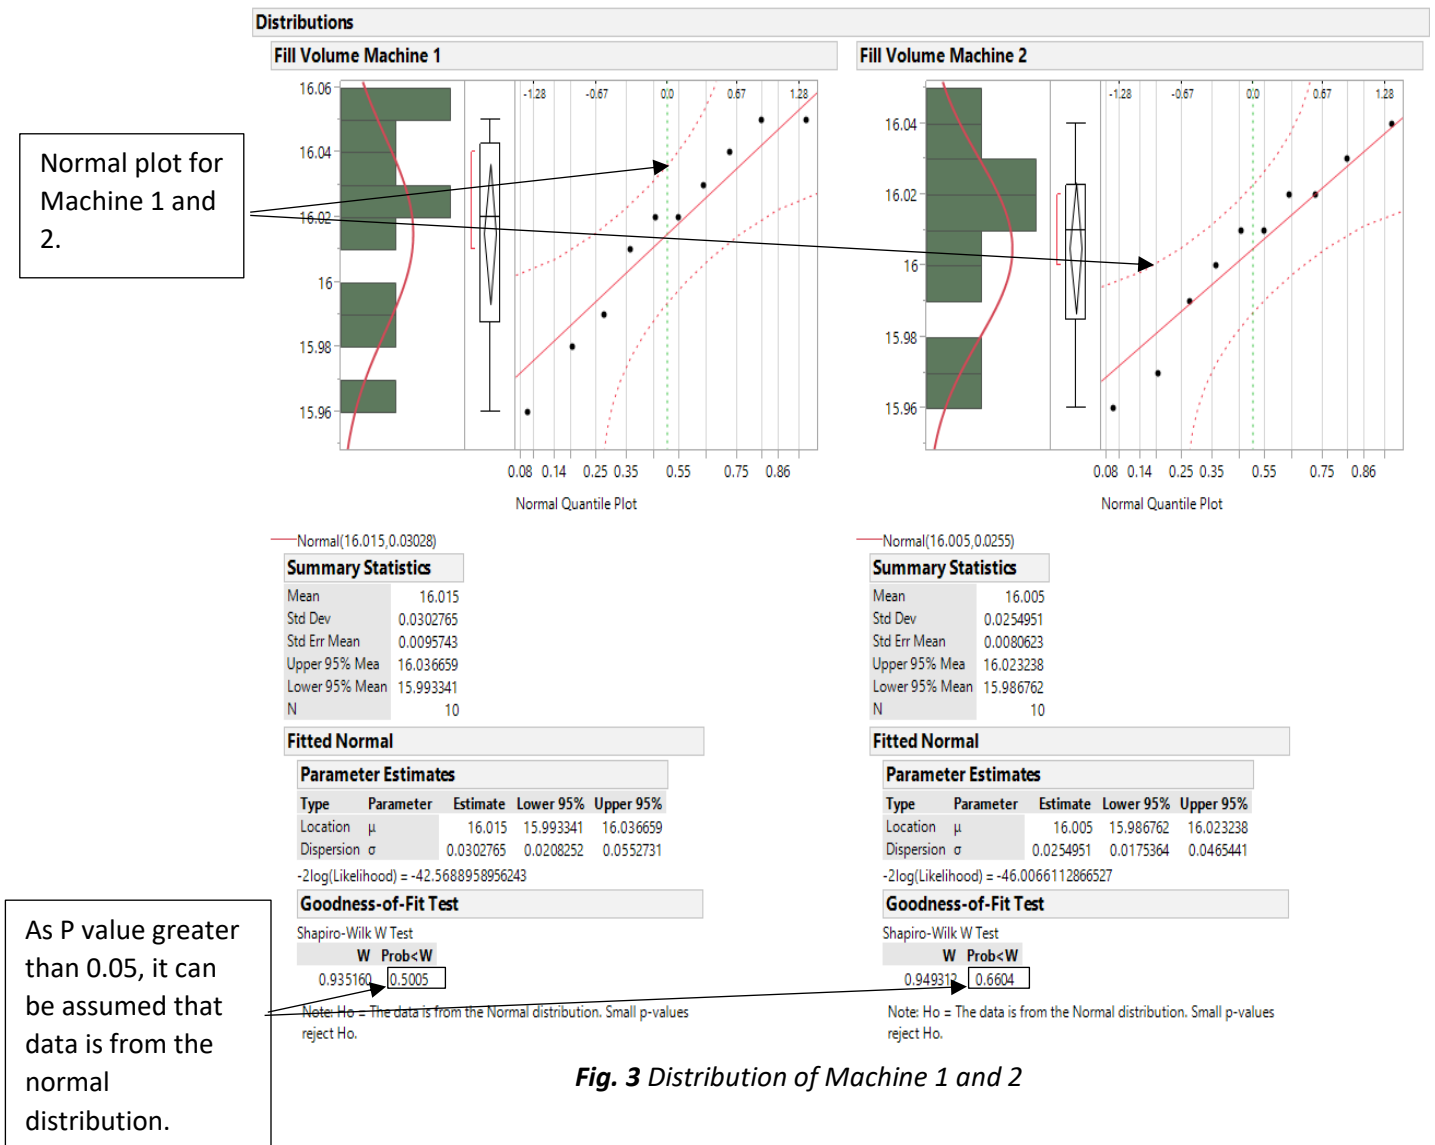 Distributions
Fill Volume Machine 1
16.06
16.04
16.02
16
15.98
15.96
-1.28 -0.67 0.0 0.67 1.28
0.08 0.14 0.25 0.35 0.55 0.75 0.86
Normal Quantile Plot
Fill Volume Machine 2
16.04
16.02
16
15.98
15.96
-1.28 -0.67 0.0 0.67 1.28
0.08 0.14 0.25 0.35 0.55 0.75 0.86
Normal Quantile Plot
Normal plot for
Machine 1 and
2.
Normal(16.015,0.03028)
Summary Statistics
Mean 16.015
Std Dev 0.0302765
Std Err Mean 0.0095743
Upper 95% Mea 16.036659
Lower 95% Mean 15.993341
N 10
Fitted Normal
Parameter Estimates
Type Parameter Estimate Lower 95% Upper 95%
Location μ 16.015 15.993341 16.036659
Dispersion σ 0.0302765 0.0208252 0.0552731
-2log(Likelihood) = -42.5688958956243
Goodness-of-Fit Test
Shapiro-Wilk W Test
W Prob<W
0.935160 0.5005
Note: Ho = The data is from the Normal distribution. Small p-values
reject Ho.
Normal(16.005,0.0255)
Summary Statistics
Mean 16.005
Std Dev 0.0254951
Std Err Mean 0.0080623
Upper 95% Mea 16.023238
Lower 95% Mean 15.986762
N 10
Fitted Normal
Parameter Estimates
Type Parameter Estimate Lower 95% Upper 95%
Location μ 16.005 15.986762 16.023238
Dispersion σ 0.0254951 0.0175364 0.0465441
-2log(Likelihood) = -46.0066112866527
Goodness-of-Fit Test
Shapiro-Wilk W Test
W Prob<W
0.949312 0.6604
Note: Ho = The data is from the Normal distribution. Small p-values
reject Ho.
As P value greater
than 0.05, it can
be assumed that
data is from the
normal
distribution.
Fig. 3 Distribution of Machine 1 and 2